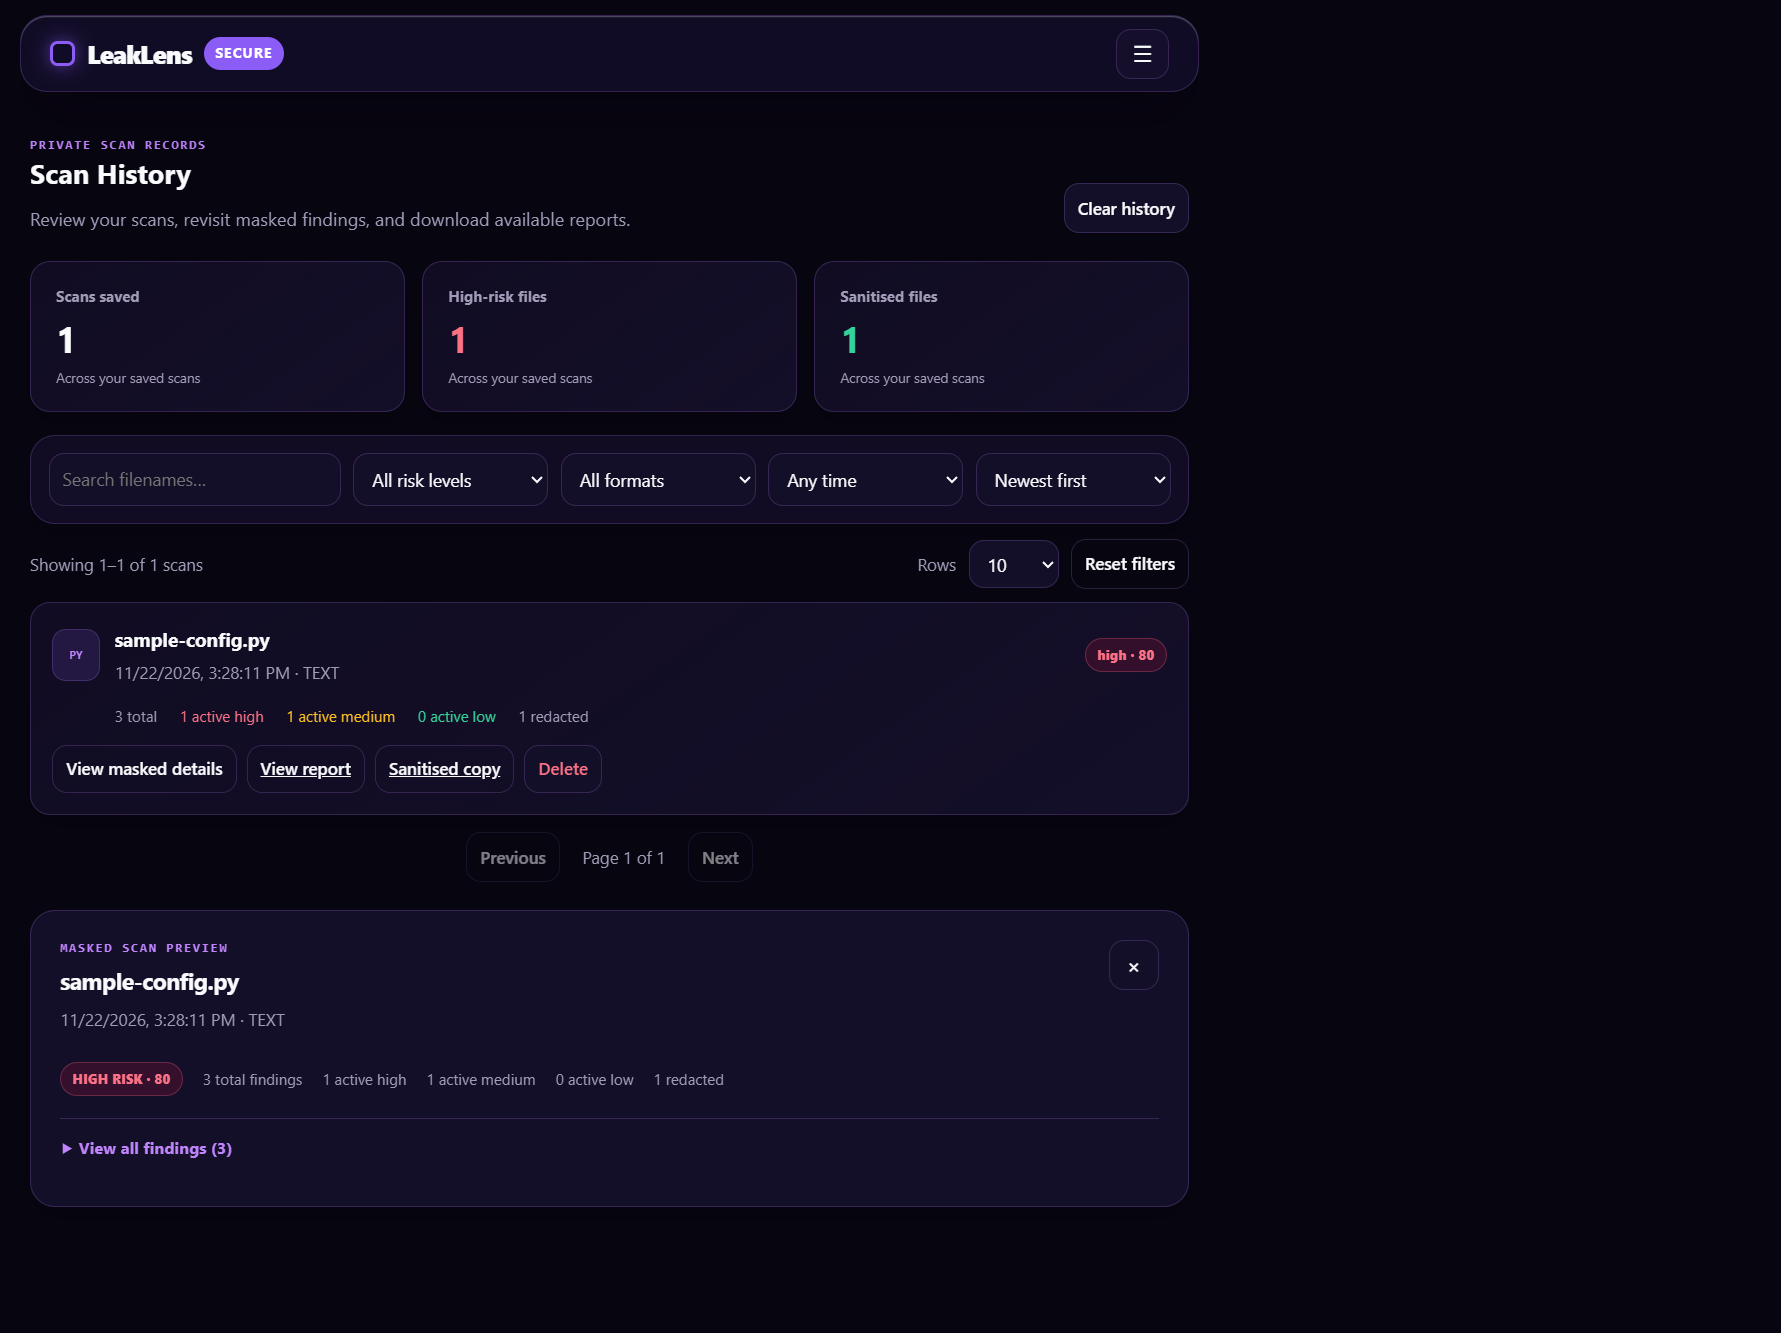 LeakLens SECURE ☰
PRIVATE SCAN RECORDS
Scan History
Review your scans, revisit masked findings, and download available reports.
Clear history
Scans saved
1
Across your saved scans
High-risk files
1
Across your saved scans
Sanitised files
1
Across your saved scans
Search filenames...
All risk levels
All formats
Any time
Newest first
Showing 1–1 of 1 scans
Rows
10
Reset filters
PY
sample-config.py
11/22/2026, 3:28:11 PM · TEXT
high · 80
3 total 1 active high 1 active medium 0 active low 1 redacted
View masked details
View report
Sanitised copy
Delete
Previous
Page 1 of 1
Next
MASKED SCAN PREVIEW
sample-config.py
11/22/2026, 3:28:11 PM · TEXT
×
HIGH RISK · 80
3 total findings 1 active high 1 active medium 0 active low 1 redacted
▶ View all findings (3)